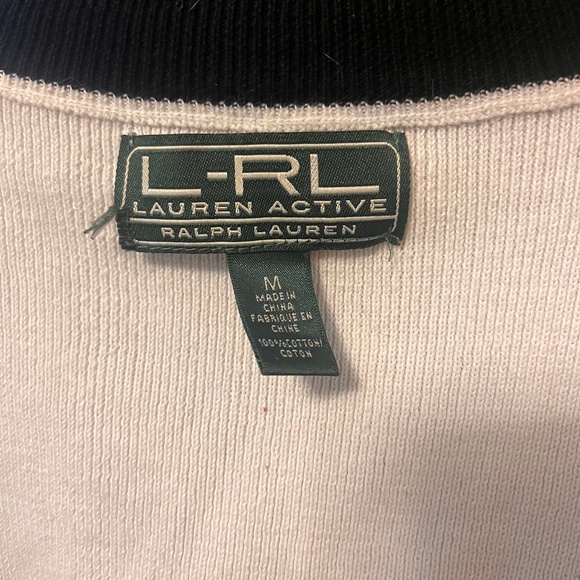 L-RL
LAUREN ACTIVE
RALPH LAUREN
M
MADE IN
CHINA
FABRIQUE EN
CHINE
100%COTTON/
COTON